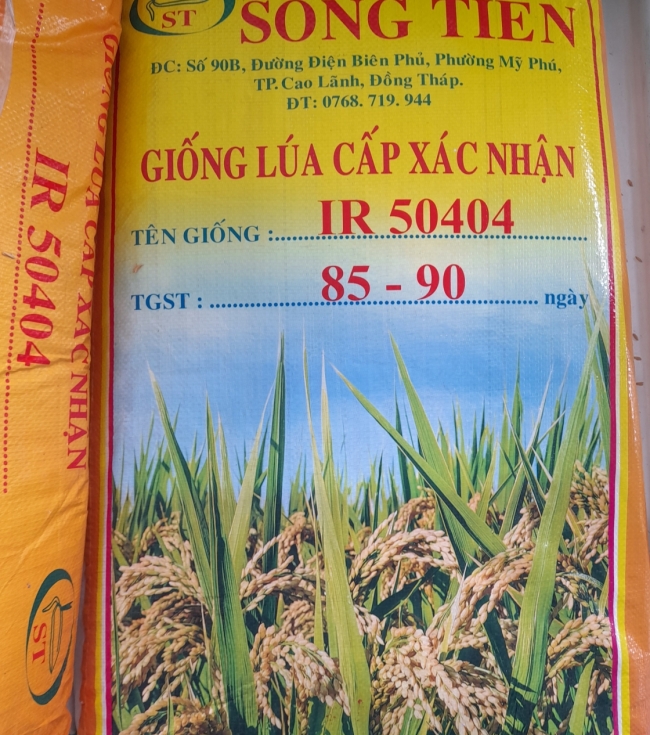 ST
SÔNG TIỀN
ĐC: Số 90B, Đường Điện Biên Phủ, Phường Mỹ Phú,
TP. Cao Lãnh, Đồng Tháp.
ĐT: 0768. 719. 944
GIỐNG LÚA CẤP XÁC NHẬN
TÊN GIỐNG :..... IR 50404 .....
TGST : ..... 85 - 90 ..... ngày
GIỐNG LÚA CẤP XÁC NHẬN
IR 50404
ST